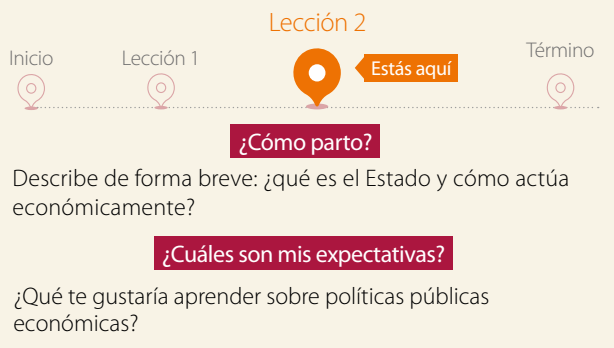 Lección 2
Inicio
Lección 1
Estás aquí
Término
¿Cómo parto?
Describe de forma breve: ¿qué es el Estado y cómo actúa
económicamente?
¿Cuáles son mis expectativas?
¿Qué te gustaría aprender sobre políticas públicas
económicas?